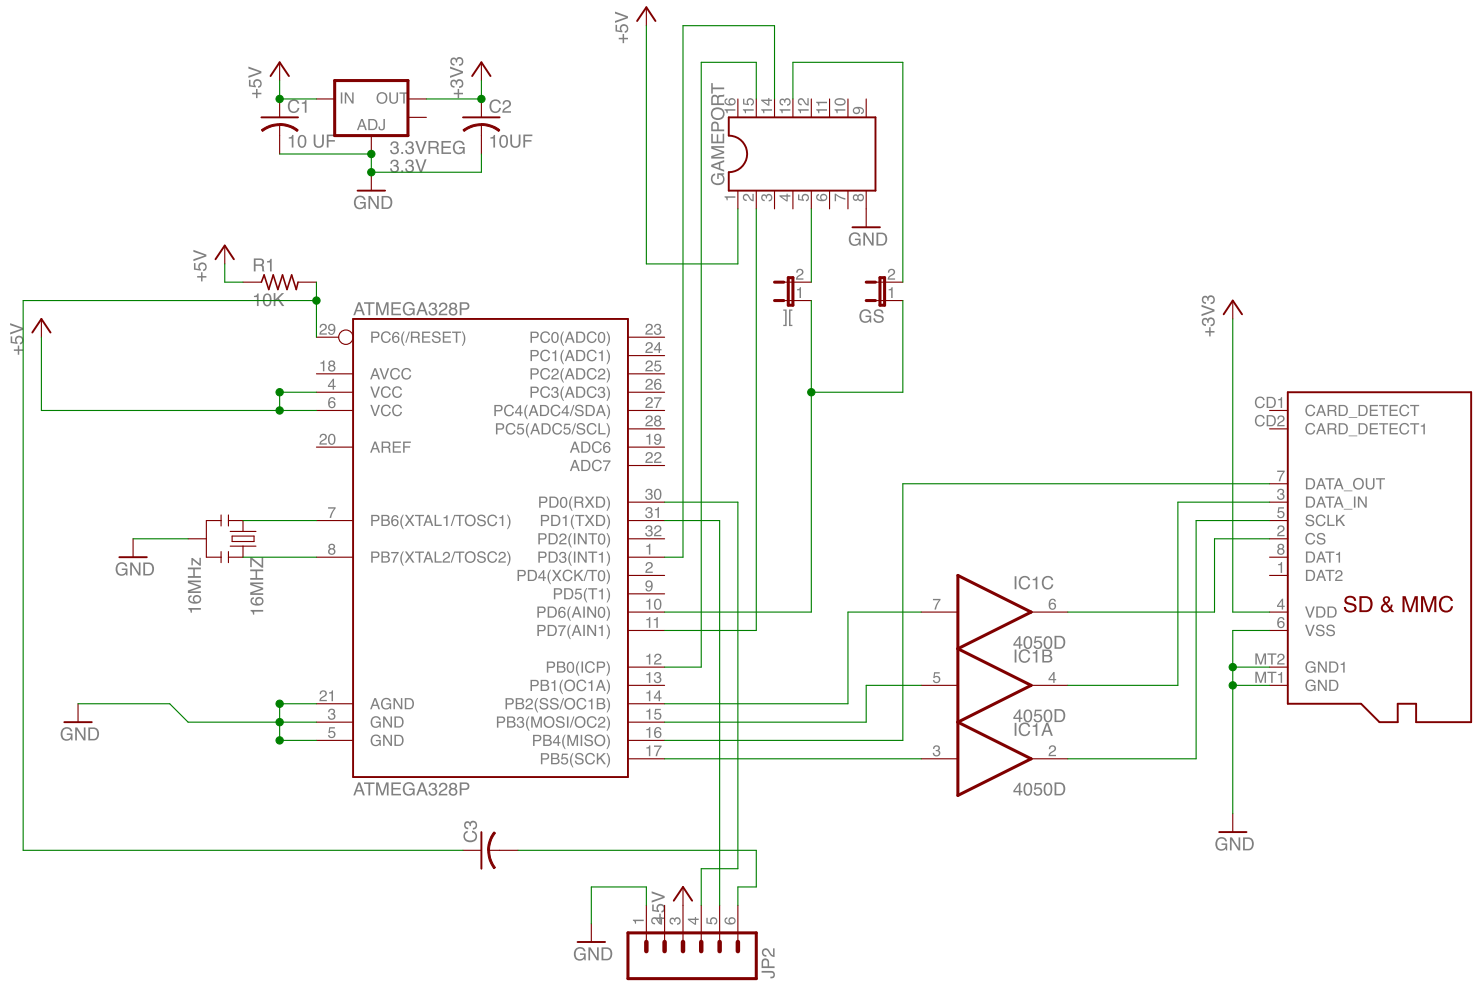 +5V
+5V
+3V3
C1
10 UF
IN
OUT
ADJ
C2
10UF
3.3VREG
3.3V
GND
GAMEPORT
16
15
14
13
12
11
10
9
1
2
3
4
5
6
7
8
GND
2
1
][
2
1
GS
+5V
R1
10K
+5V
ATMEGA328P
29
PC6(/RESET)
18
AVCC
4
VCC
6
VCC
20
AREF
7
PB6(XTAL1/TOSC1)
8
PB7(XTAL2/TOSC2)
21
AGND
3
GND
5
GND
PC0(ADC0)
23
PC1(ADC1)
24
PC2(ADC2)
25
PC3(ADC3)
26
PC4(ADC4/SDA)
27
PC5(ADC5/SCL)
28
ADC6
19
ADC7
22
PD0(RXD)
30
PD1(TXD)
31
PD2(INT0)
32
PD3(INT1)
1
PD4(XCK/T0)
2
PD5(T1)
9
PD6(AIN0)
10
PD7(AIN1)
11
PB0(ICP)
12
PB1(OC1A)
13
PB2(SS/OC1B)
14
PB3(MOSI/OC2)
15
PB4(MISO)
16
PB5(SCK)
17
ATMEGA328P
GND
16MHz
16MHZ
GND
+3V3
CD1
CARD_DETECT
CD2
CARD_DETECT1
7
DATA_OUT
3
DATA_IN
5
SCLK
2
CS
8
DAT1
1
DAT2
4
VDD
6
VSS
MT2
GND1
MT1
GND
SD & MMC
IC1C
7
6
4050D
IC1B
5
4
4050D
IC1A
3
2
4050D
GND
C3
GND
+5V
1
2
3
4
5
6
JP2